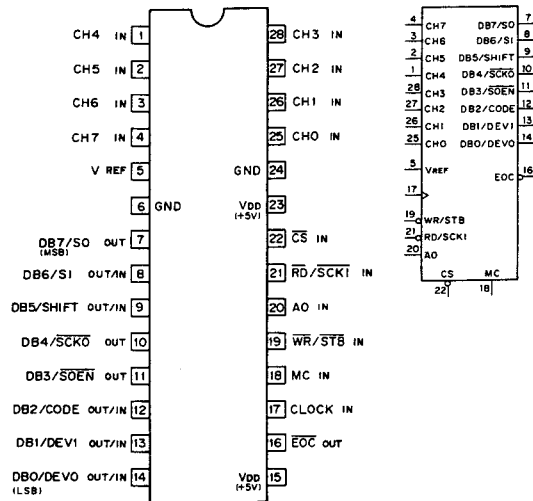 CH4 IN 1
CH5 IN 2
CH6 IN 3
CH7 IN 4
V REF 5
6 GND
DB7/SO OUT 7
(MSB)
DB6/SI OUT/IN 8
DB5/SHIFT OUT/IN 9
DB4/SCKO OUT 10
DB3/SOEN OUT 11
DB2/CODE OUT/IN 12
DB1/DEV1 OUT/IN 13
DB0/DEV0 OUT/IN 14
(LSB)
28 CH3 IN
27 CH2 IN
26 CH1 IN
25 CH0 IN
GND 24
VDD 23
(+5V)
22 CS IN
21 RD/SCK1 IN
20 A0 IN
19 WR/STB IN
18 MC IN
17 CLOCK IN
16 EOC OUT
VDD 15
(+5V)
4 CH7 DB7/SO 7
3 CH6 DB6/SI 8
2 CH5 DB5/SHIFT 9
1 CH4 DB4/SCKO 10
28 CH3 DB3/SOEN 11
27 CH2 DB2/CODE 12
26 CH1 DB1/DEV1 13
25 CH0 DB0/DEV0 14
5 VREF
EOC 16
17
19 WR/STB
21 RD/SCK1
20 A0
CS MC
22 18